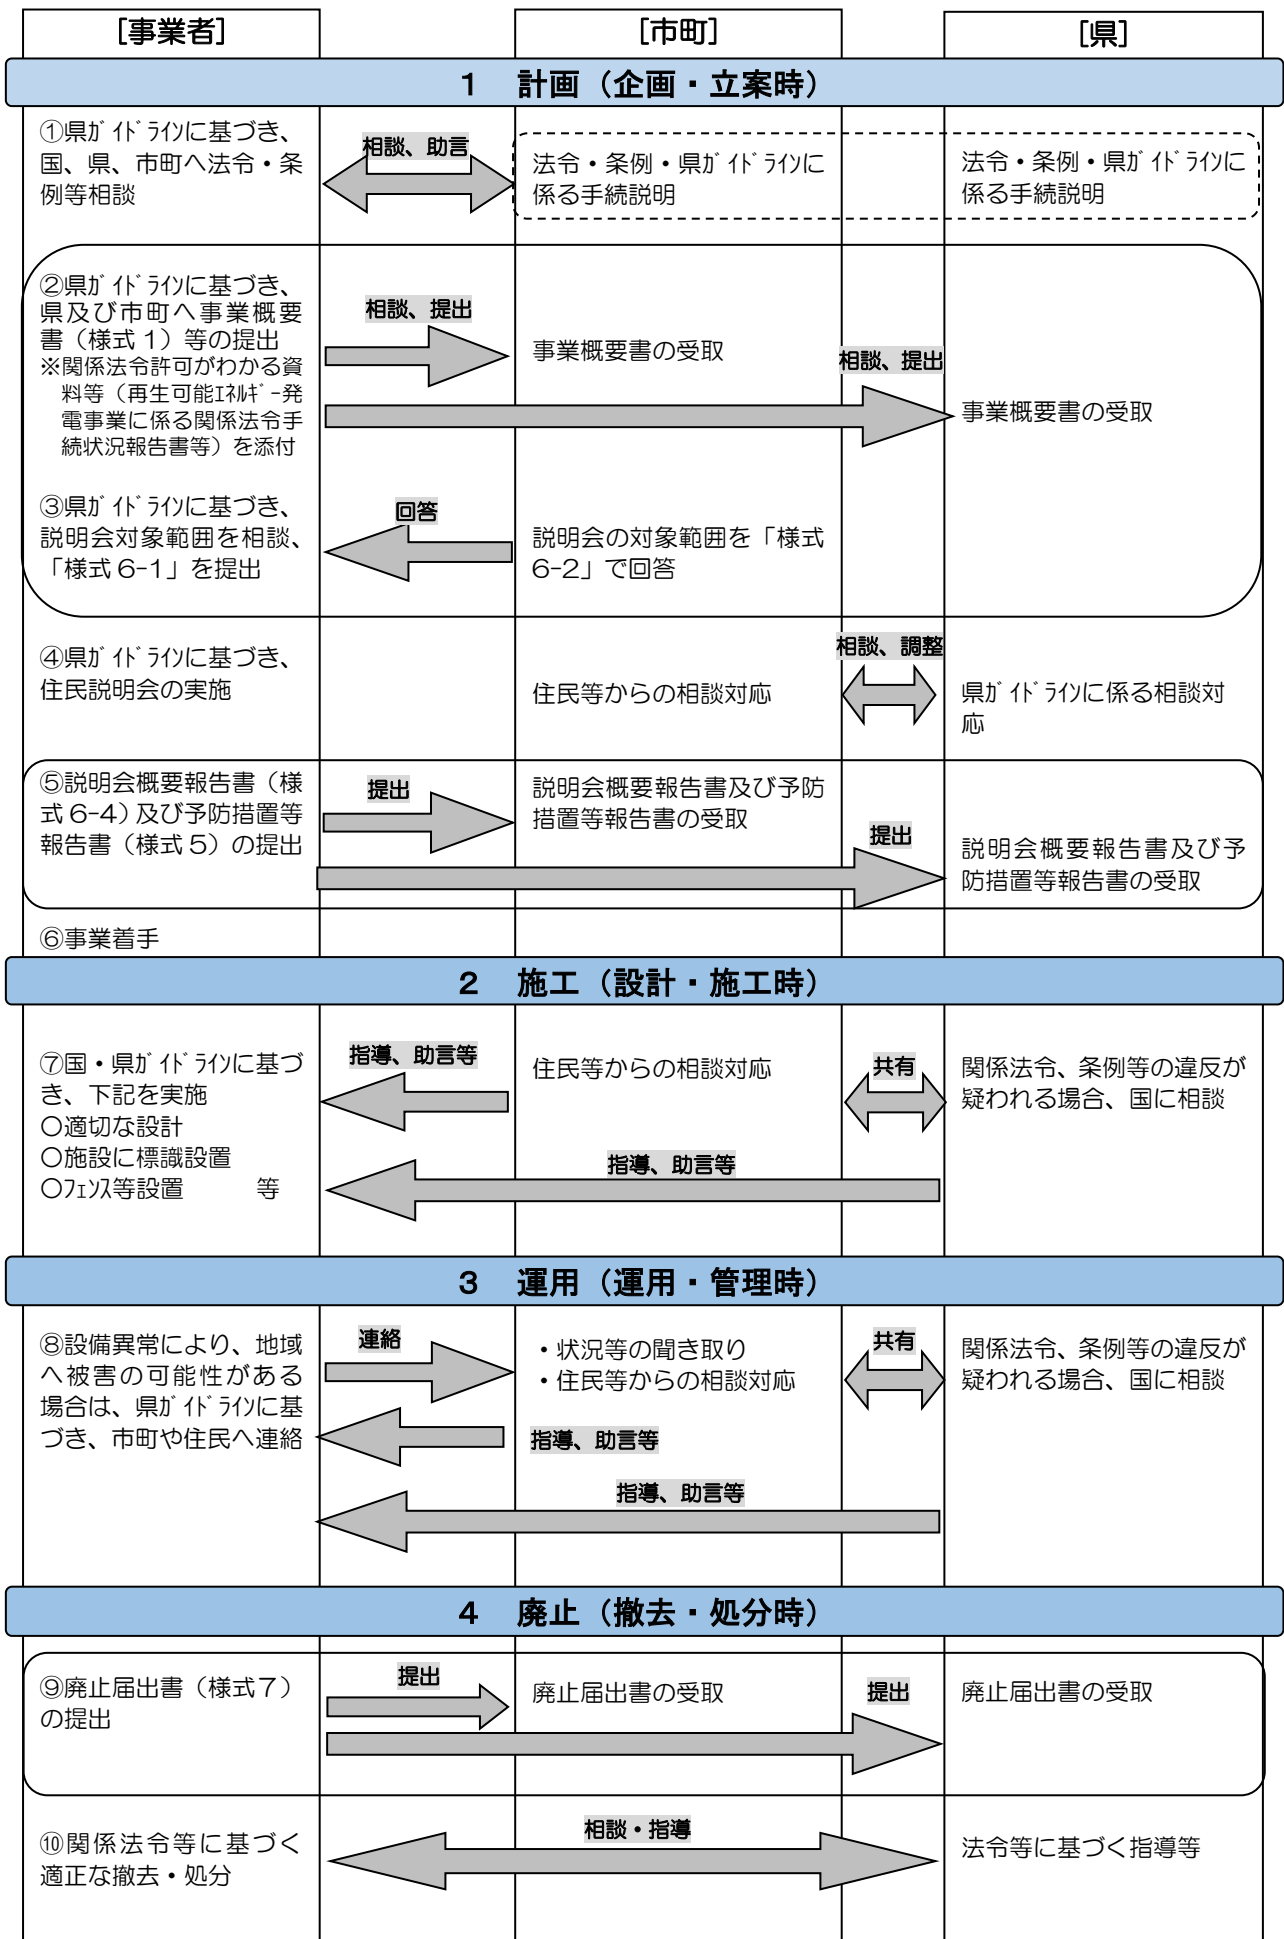 [事業者]
[市町]
[県]
1 計画（企画・立案時）
①県ｶﾞｲﾄﾞﾗｲﾝに基づき、
国、県、市町へ法令・条
例等相談
相談、助言
法令・条例・県ｶﾞｲﾄﾞﾗｲﾝに
係る手続説明
法令・条例・県ｶﾞｲﾄﾞﾗｲﾝに
係る手続説明
②県ｶﾞｲﾄﾞﾗｲﾝに基づき、
県及び市町へ事業概要
書（様式1）等の提出
※関係法令許可がわかる資
料等（再生可能ｴﾈﾙｷﾞｰ発
電事業に係る関係法令手
続状況報告書等）を添付
相談、提出
事業概要書の受取
相談、提出
事業概要書の受取
③県ｶﾞｲﾄﾞﾗｲﾝに基づき、
説明会対象範囲を相談、
「様式6-1」を提出
回答
説明会の対象範囲を「様式
6-2」で回答
④県ｶﾞｲﾄﾞﾗｲﾝに基づき、
住民説明会の実施
住民等からの相談対応
相談、調整
県ｶﾞｲﾄﾞﾗｲﾝに係る相談対
応
⑤説明会概要報告書（様
式6-4）及び予防措置等
報告書（様式5）の提出
提出
説明会概要報告書及び予防
措置等報告書の受取
提出
説明会概要報告書及び予
防措置等報告書の受取
⑥事業着手
2 施工（設計・施工時）
⑦国・県ｶﾞｲﾄﾞﾗｲﾝに基づ
き、下記を実施
〇適切な設計
〇施設に標識設置
〇ﾌｪﾝｽ等設置 等
指導、助言等
住民等からの相談対応
共有
関係法令、条例等の違反が
疑われる場合、国に相談
指導、助言等
3 運用（運用・管理時）
⑧設備異常により、地域
へ被害の可能性がある
場合は、県ｶﾞｲﾄﾞﾗｲﾝに基
づき、市町や住民へ連絡
連絡
・状況等の聞き取り
・住民等からの相談対応
共有
関係法令、条例等の違反が
疑われる場合、国に相談
指導、助言等
指導、助言等
4 廃止（撤去・処分時）
⑨廃止届出書（様式７）
の提出
提出
廃止届出書の受取
提出
廃止届出書の受取
⑩関係法令等に基づく
適正な撤去・処分
相談・指導
法令等に基づく指導等